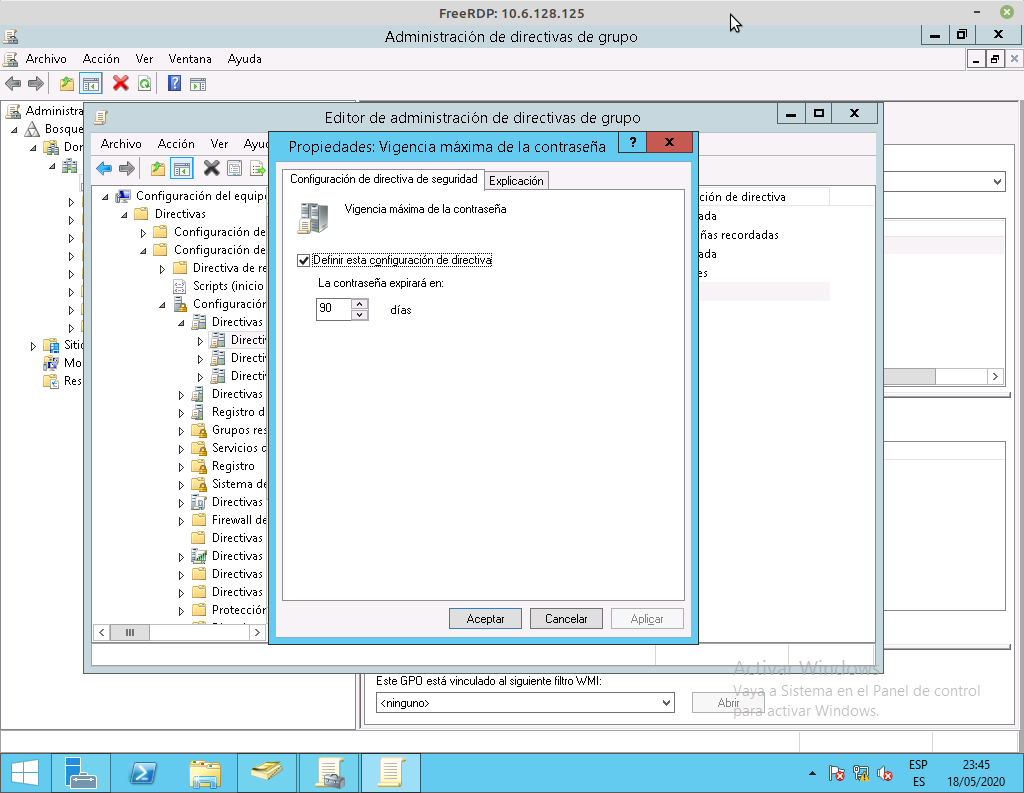 FreeRDP: 10.6.128.125
Administración de directivas de grupo
Archivo Acción Ver Ventana Ayuda
Administra
Bosque
Dor
Sitio
Mo
Res
Editor de administración de directivas de grupo
Archivo Acción Ver Ayu
Configuración del equipo
Directivas
Configuración de
Configuración de
Directiva de re
Scripts (inicio
Configuración
Directivas
Directi
Directi
Directi
Directivas
Registro d
Grupos res
Servicios d
Registro
Sistema de
Directivas
Firewall de
Directivas
Directivas
Directivas
Directivas
Protección
ción de directiva
ada
ñas recordadas
ada
es
Propiedades: Vigencia máxima de la contraseña
?
Configuración de directiva de seguridad Explicación
Vigencia máxima de la contraseña
Definir esta configuración de directiva
La contraseña expirará en:
90 días
Aceptar Cancelar Aplicar
Este GPO está vinculado al siguiente filtro WMI:
<ninguno> Abrir
Activar Windows
Vaya a Sistema en el Panel de control
para activar Windows.
ESP
ES
23:45
18/05/2020